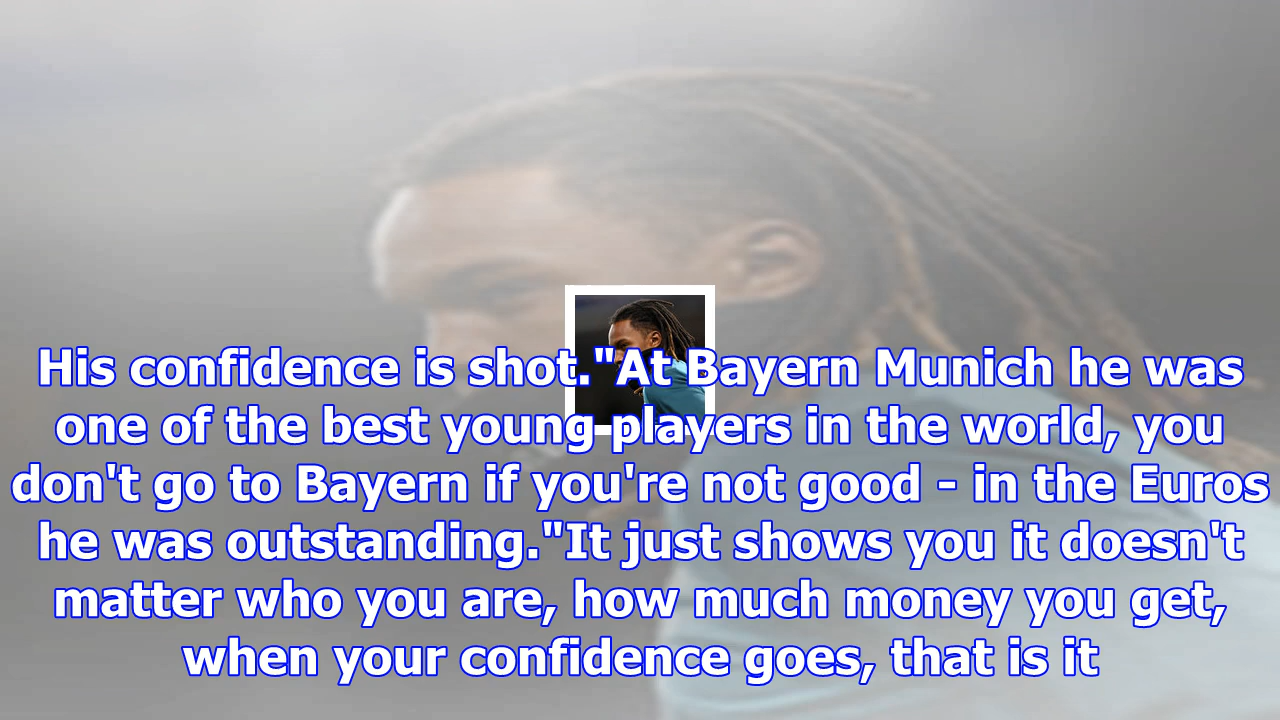 His confidence is shot."At Bayern Munich he was
one of the best young players in the world, you
don't go to Bayern if you're not good - in the Euros
he was outstanding."It just shows you it doesn't
matter who you are, how much money you get,
when your confidence goes, that is it